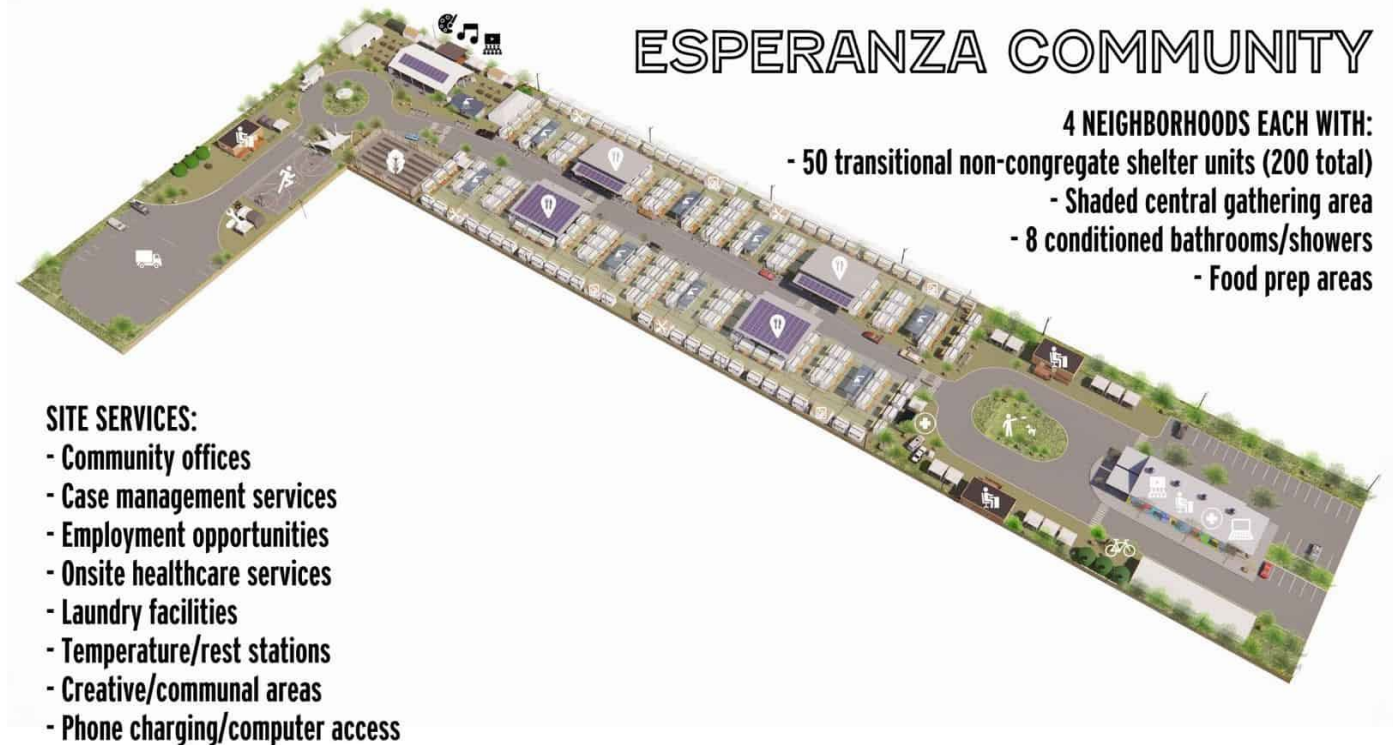 ESPERANZA COMMUNITY
4 NEIGHBORHOODS EACH WITH:
- 50 transitional non-congregate shelter units (200 total)
- Shaded central gathering area
- 8 conditioned bathrooms/showers
- Food prep areas
SITE SERVICES:
- Community offices
- Case management services
- Employment opportunities
- Onsite healthcare services
- Laundry facilities
- Temperature/rest stations
- Creative/communal areas
- Phone charging/computer access